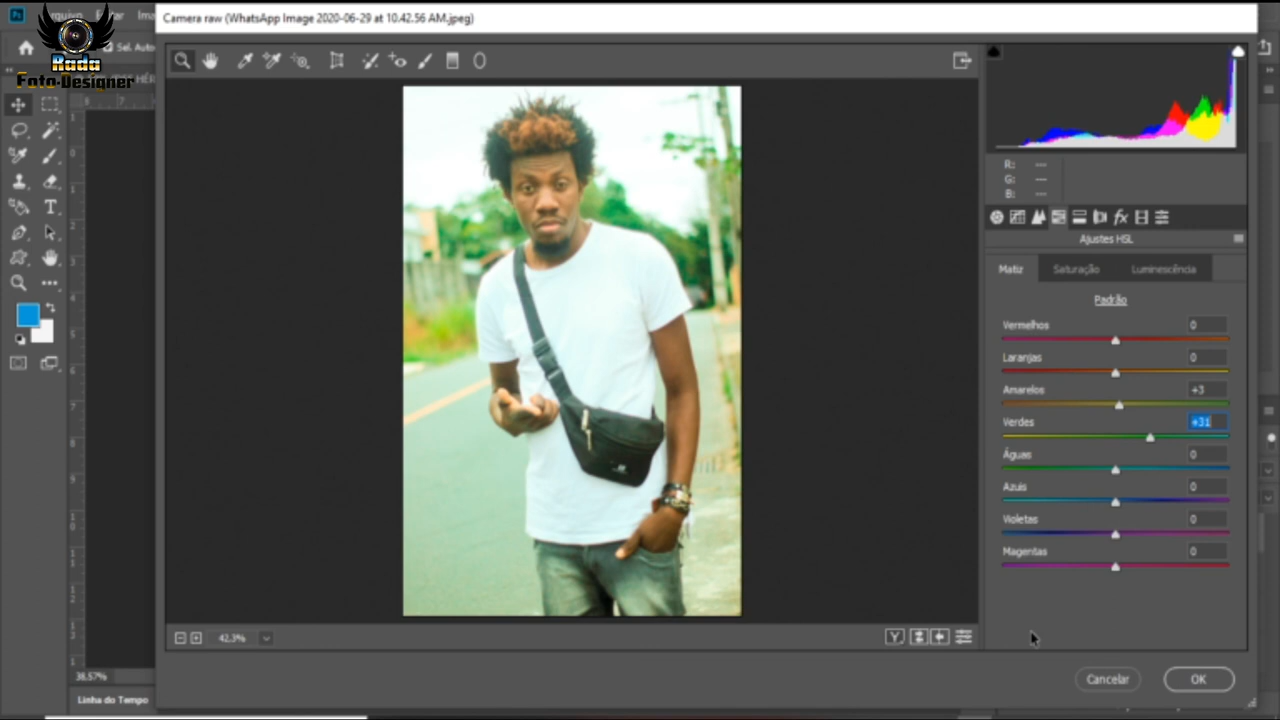 Camera raw (WhatsApp Image 2020-06-29 at 10.42.56 AM.jpeg)
Sel. Auto
Rada
Foto-Designer
R: ---
G: ---
B: ---
Ajustes HSL
Matiz Saturação Luminescência
Padrão
Vermelhos 0
Laranjas 0
Amarelos +3
Verdes +31
Águas 0
Azuis 0
Violetas 0
Magentas 0
42.3%
38.57%
Cancelar OK
Linha do Tempo